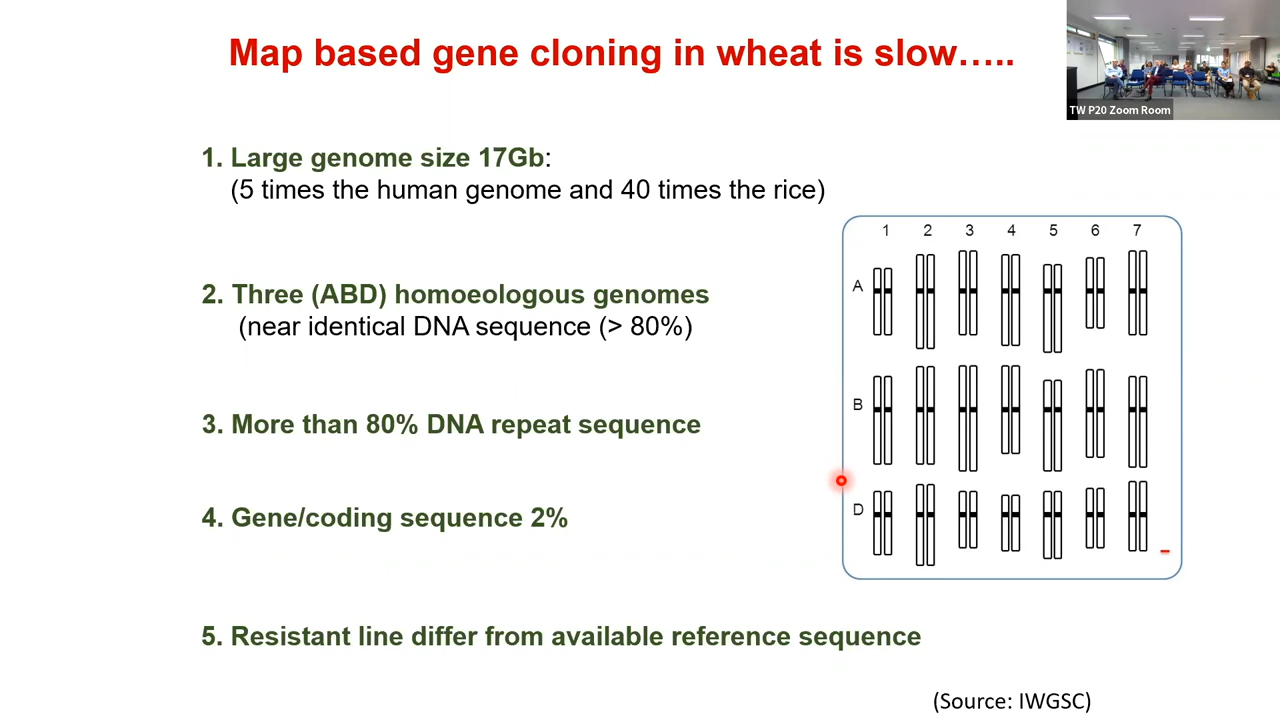 Map based gene cloning in wheat is slow…..
TW P20 Zoom Room
1. Large genome size 17Gb:
(5 times the human genome and 40 times the rice)
2. Three (ABD) homoeologous genomes
(near identical DNA sequence (> 80%)
3. More than 80% DNA repeat sequence
4. Gene/coding sequence 2%
5. Resistant line differ from available reference sequence
1 2 3 4 5 6 7
A
B
D
(Source: IWGSC)